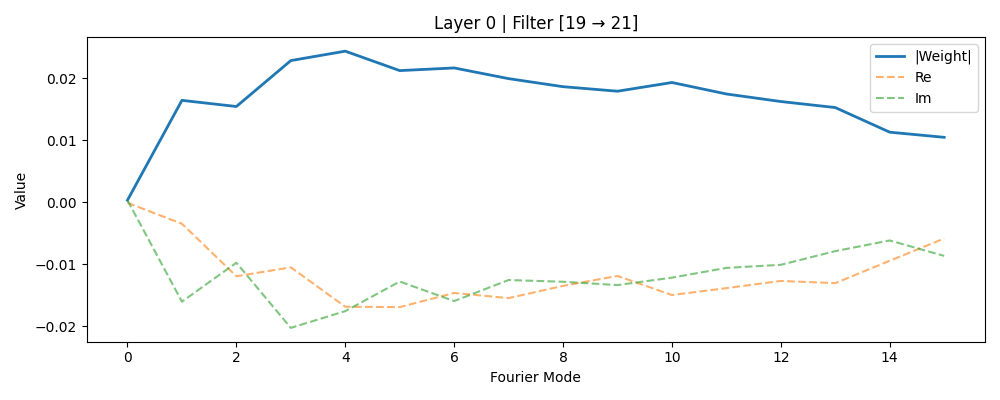 Layer 0 | Filter [19 → 21]
|Weight|
Re
Im
Value
0.02
0.01
0.00
−0.01
−0.02
0 2 4 6 8 10 12 14
Fourier Mode